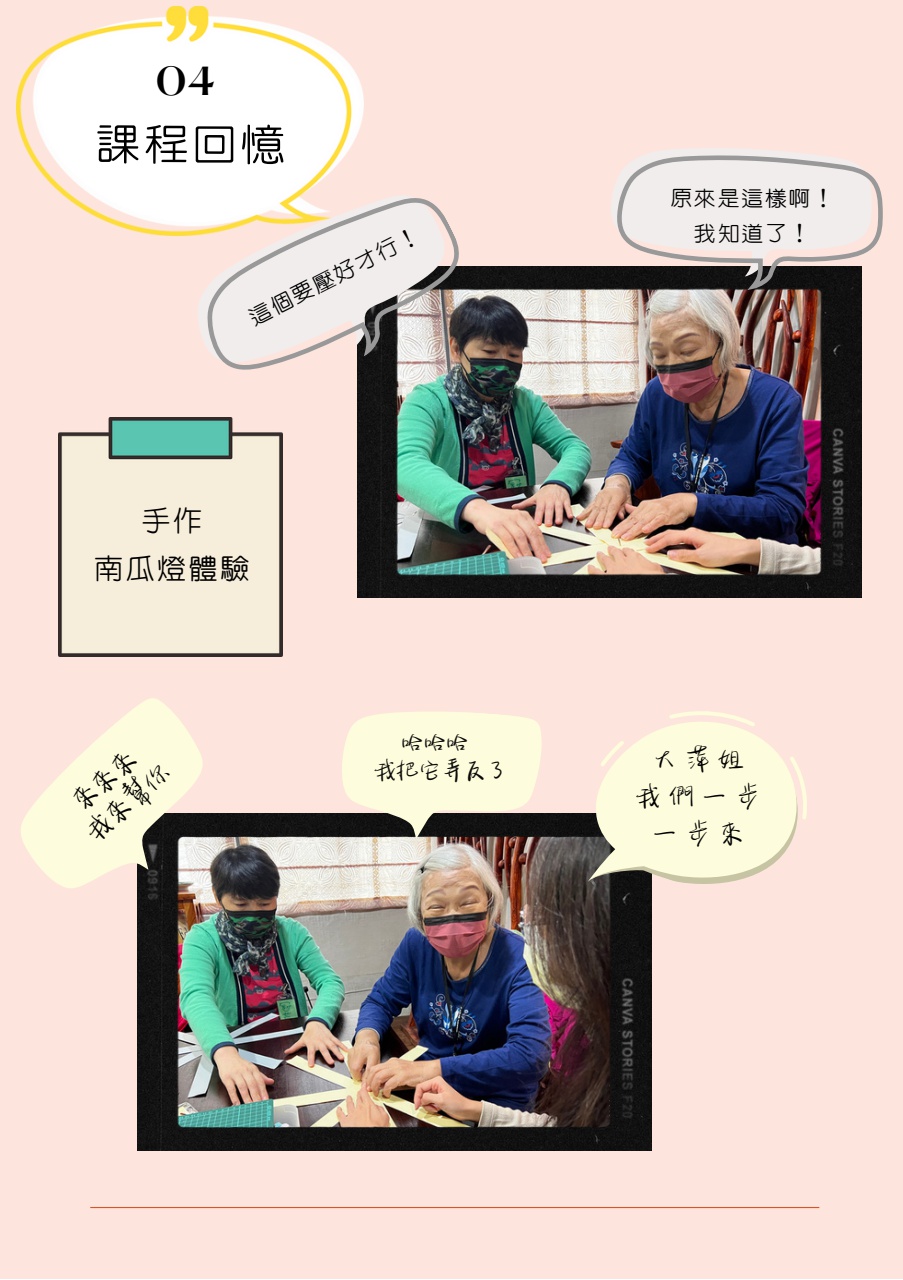 04
課程回憶
原來是這樣啊！
我知道了！
這個要壓好才行！
CANVA STORIES F20
手作
南瓜燈體驗
來來來
我來幫你
哈哈哈
我把它弄反了
大萍姐
我們一步
一步來
0916
CANVA STORIES F20